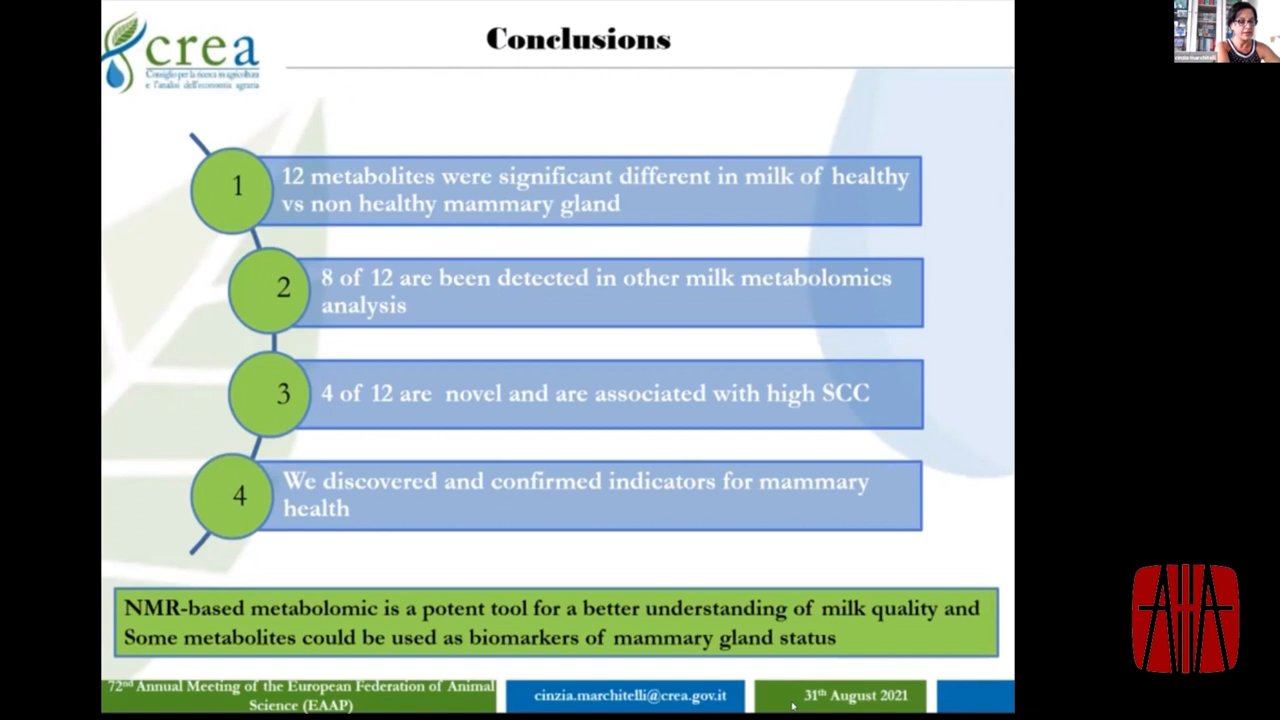 crea
Consiglio per la ricerca in agricoltura
e l'analisi dell'economia agraria
Conclusions
cinzia marchitelli
1
12 metabolites were significant different in milk of healthy
vs non healthy mammary gland
2
8 of 12 are been detected in other milk metabolomics
analysis
3
4 of 12 are novel and are associated with high SCC
4
We discovered and confirmed indicators for mammary
health
NMR-based metabolomic is a potent tool for a better understanding of milk quality and
Some metabolites could be used as biomarkers of mammary gland status
72nd Annual Meeting of the European Federation of Animal
Science (EAAP)
cinzia.marchitelli@crea.gov.it
31th August 2021